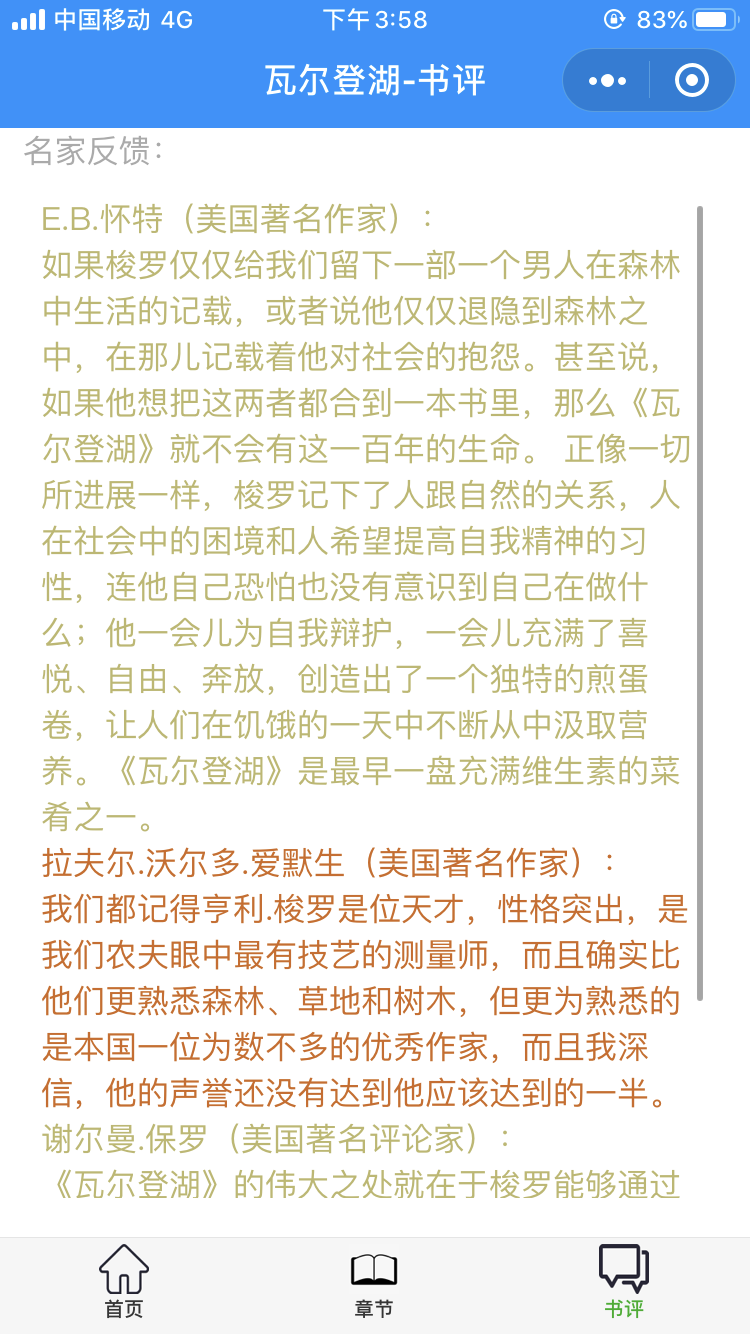 中国移动 4G 下午3:58 83%
瓦尔登湖-书评
名家反馈：
E.B.怀特（美国著名作家）：
如果梭罗仅仅给我们留下一部一个男人在森林
中生活的记载，或者说他仅仅退隐到森林之
中，在那儿记载着他对社会的抱怨。甚至说，
如果他想把这两者都合到一本书里，那么《瓦
尔登湖》就不会有这一百年的生命。 正像一切
所进展一样，梭罗记下了人跟自然的关系，人
在社会中的困境和人希望提高自我精神的习
性，连他自己恐怕也没有意识到自己在做什
么；他一会儿为自我辩护，一会儿充满了喜
悦、自由、奔放，创造出了一个独特的煎蛋
卷，让人们在饥饿的一天中不断从中汲取营
养。《瓦尔登湖》是最早一盘充满维生素的菜
肴之一。
拉夫尔.沃尔多.爱默生（美国著名作家）：
我们都记得亨利.梭罗是位天才，性格突出，是
我们农夫眼中最有技艺的测量师，而且确实比
他们更熟悉森林、草地和树木，但更为熟悉的
是本国一位为数不多的优秀作家，而且我深
信，他的声誉还没有达到他应该达到的一半。
谢尔曼.保罗（美国著名评论家）：
《瓦尔登湖》的伟大之处就在于梭罗能够通过
首页 章节 书评